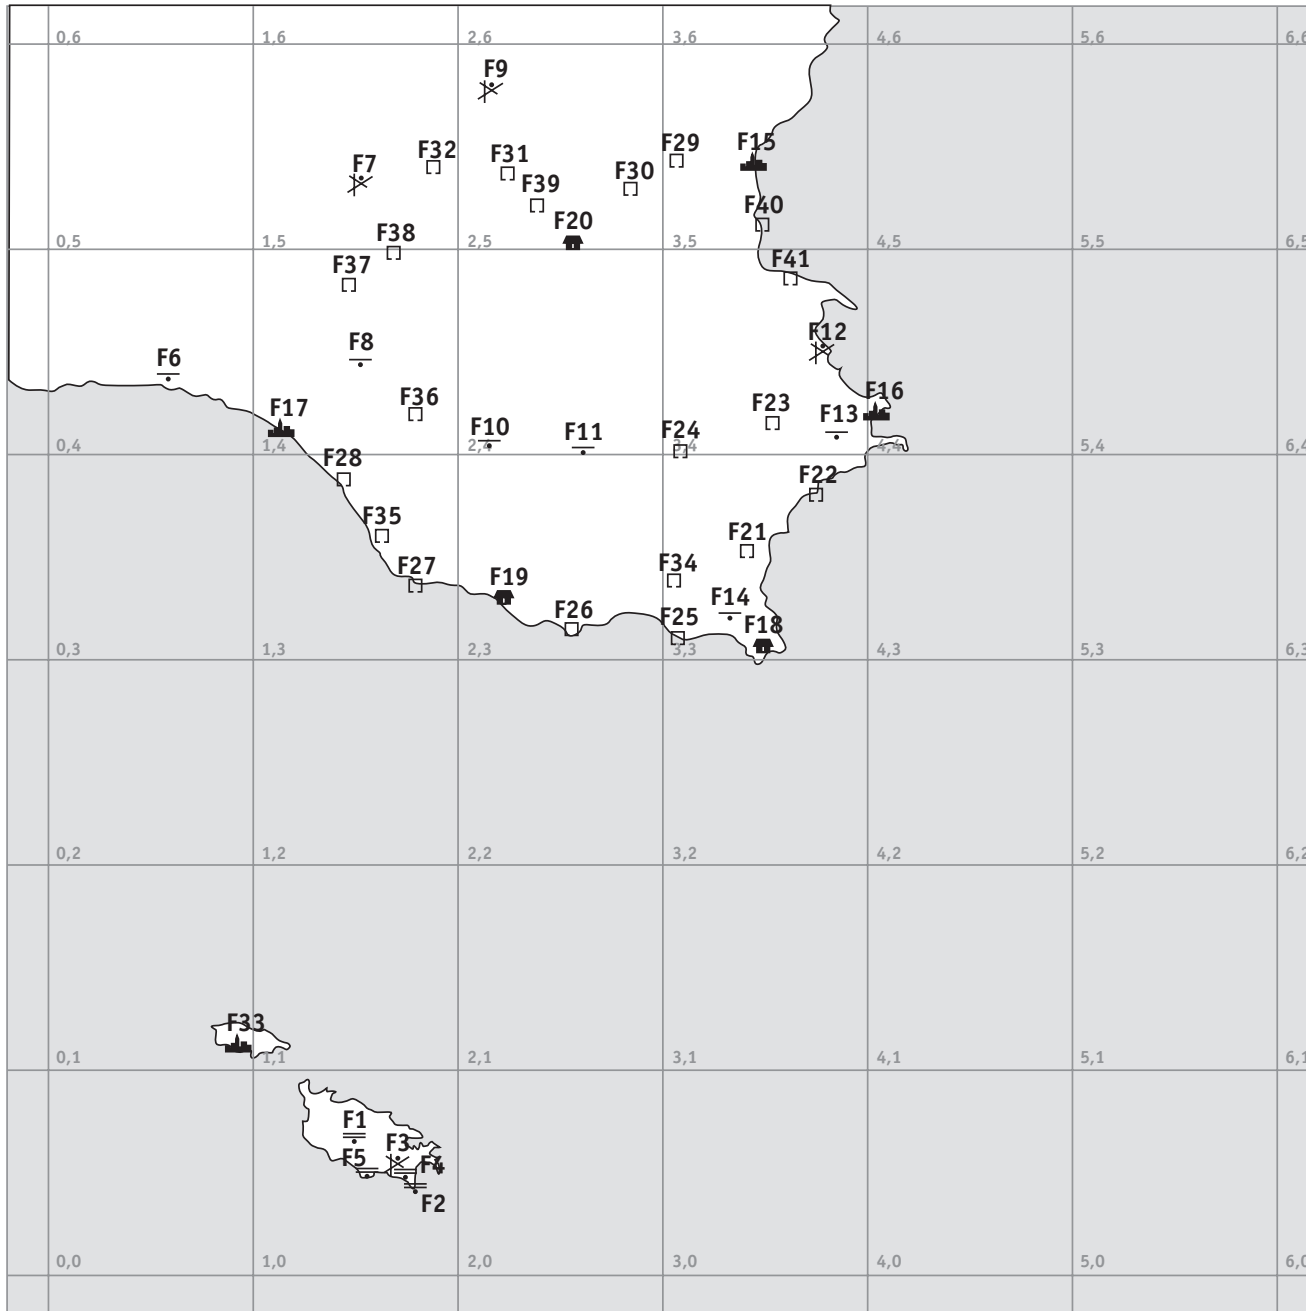 0,6 1,6 2,6 3,6 4,6 5,6 6,6
F9
F32 F31 F29 F15
F7 F39 F30
F38 F20 F40
0,5 1,5 2,5 3,5 4,5 5,5 6,5
F37 F41
F6 F8 F12
F17 F36 F10 F11 F24 F23 F13 F16
0,4 1,4 2,4 3,4 4,4 5,4 6,4
F28 F22
F35 F21
F27 F19 F34
F26 F25 F14 F18
0,3 1,3 2,3 3,3 4,3 5,3 6,3
0,2 1,2 2,2 3,2 4,2 5,2 6,2
F33
0,1 1,1 2,1 3,1 4,1 5,1 6,1
F1
F5 F3 F4
F2
0,0 1,0 2,0 3,0 4,0 5,0 6,0